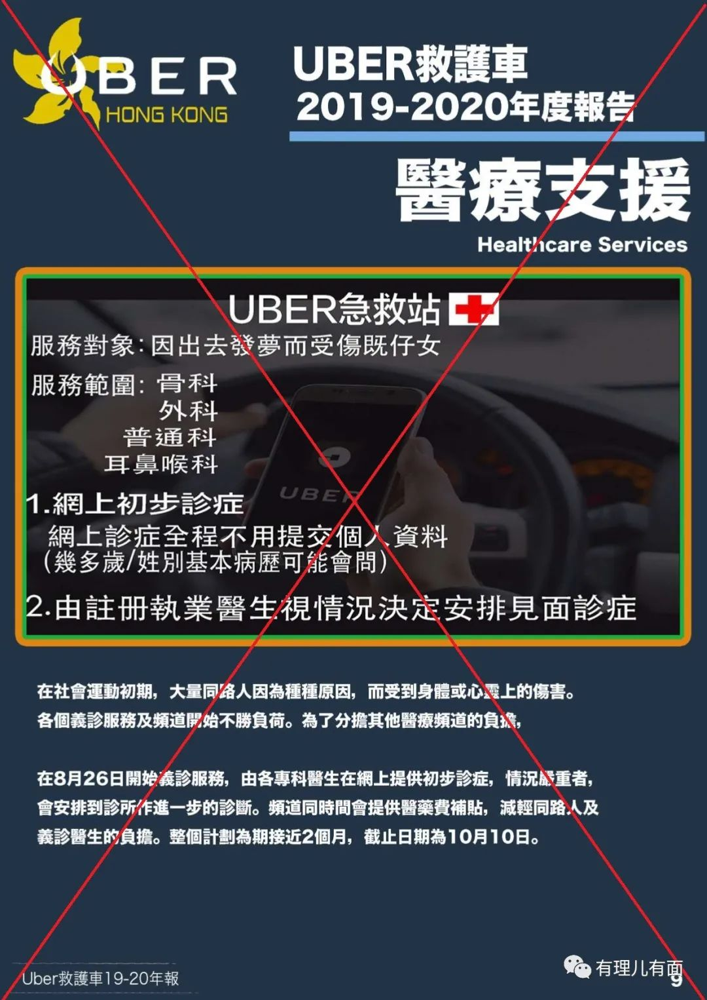 UBER
HONG KONG
UBER救護車
2019-2020年度報告
醫療支援
Healthcare Services
UBER急救站
服務對象：因出去發夢而受傷既仔女
服務範圍：骨科
外科
普通科
耳鼻喉科
UBER
1.網上初步診症
網上診症全程不用提交個人資料
（幾多歲/姓別基本病歷可能會問）
2.由註册執業醫生視情況決定安排見面診症
在社會運動初期，大量同路人因為種種原因，而受到身體或心靈上的傷害。
各個義診服務及頻道開始不勝負荷。為了分擔其他醫療頻道的負擔，
在8月26日開始義診服務，由各專科醫生在網上提供初步診症，情況嚴重者，
會安排到診所作進一步的診斷。頻道同時間會提供醫藥費補貼，減輕同路人及
義診醫生的負擔。整個計劃為期接近2個月，截止日期為10月10日。
Uber救護車19-20年報
有理儿有面
9